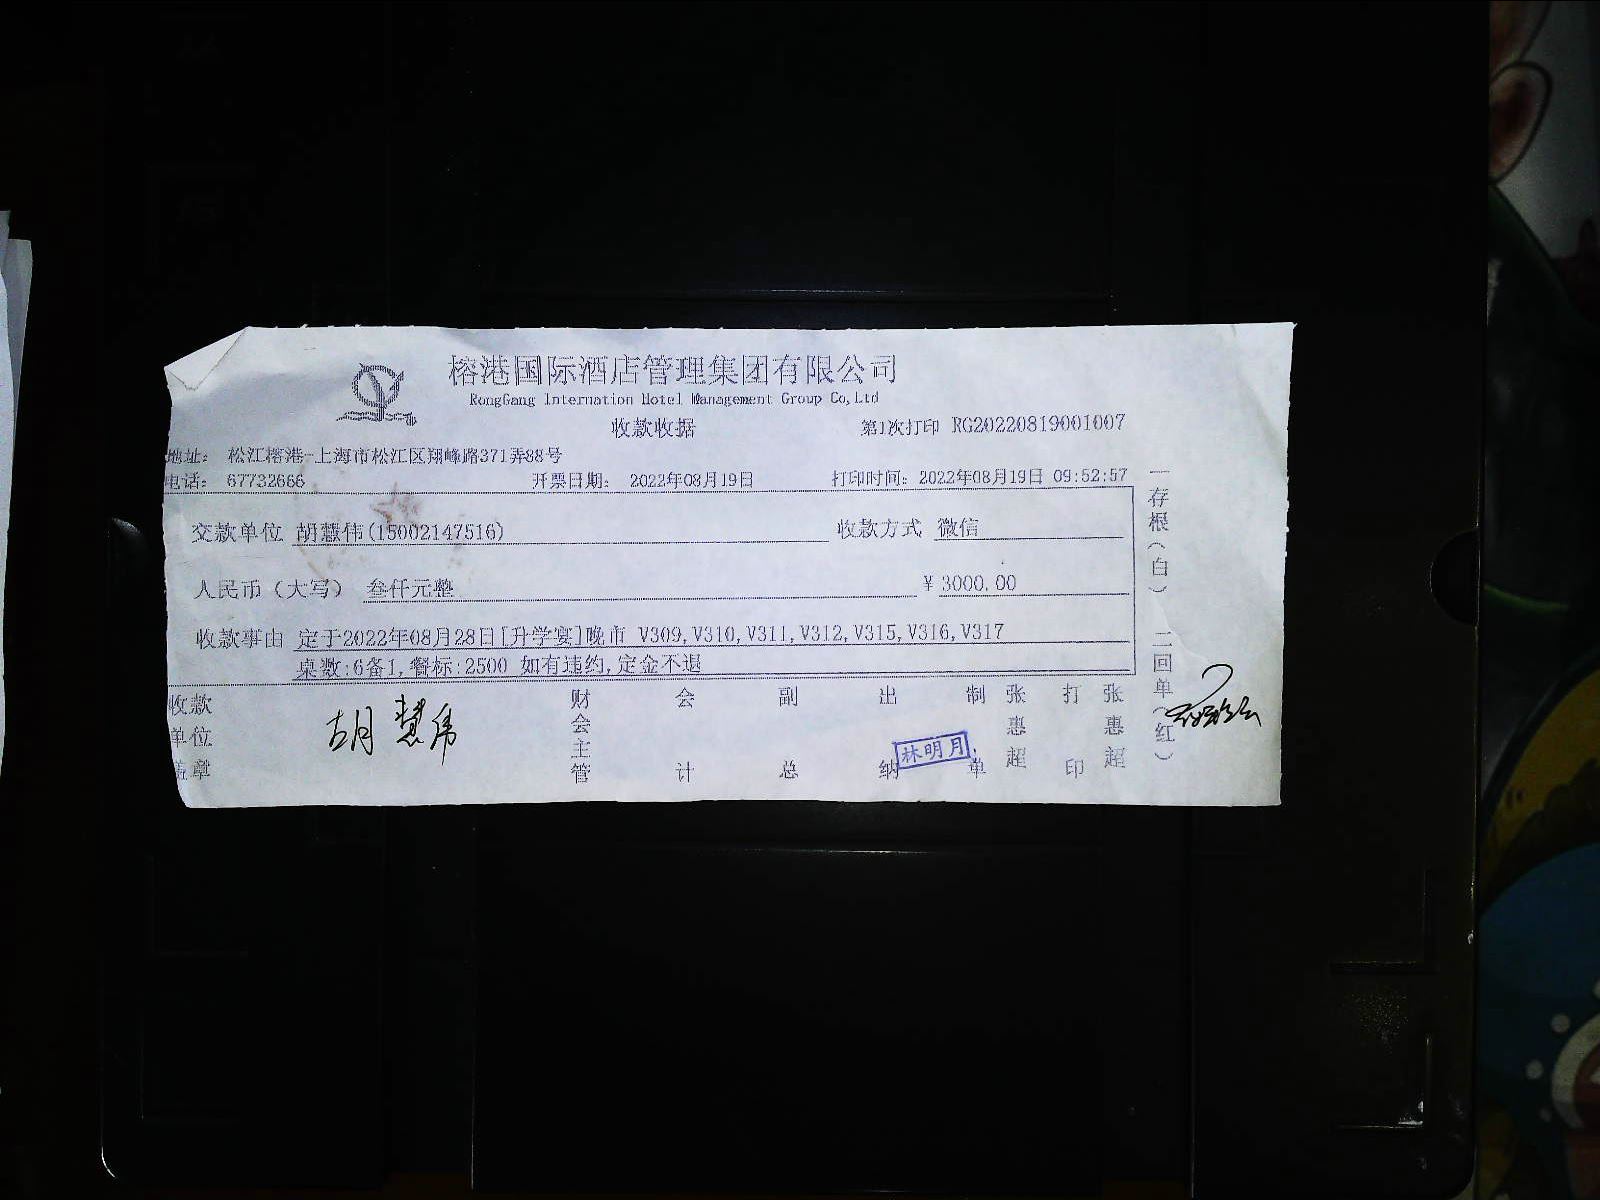 榕港国际酒店管理集团有限公司
RongGang Internation Hotel Management Group Co,Ltd
收款收据
第1次打印 RG20220819001007
地址: 松江榕港-上海市松江区翔峰路371弄88号
电话: 67732666 开票日期: 2022年08月19日 打印时间: 2022年08月19日 09:52:57
交款单位 胡慧伟(15002147516) 收款方式 微信
人民币(大写) 叁仟元整 ¥3000.00
收款事由 定于2022年08月28日[升学宴]晚市 V309,V310,V311,V312,V315,V316,V317
桌数:6备1,餐标:2500 如有违约,定金不退
收款单位盖章 胡慧伟 财会主管 会计 副总 出纳 林明月 制单 张惠超 打印 张惠超
一存根(白) 二回单(红)